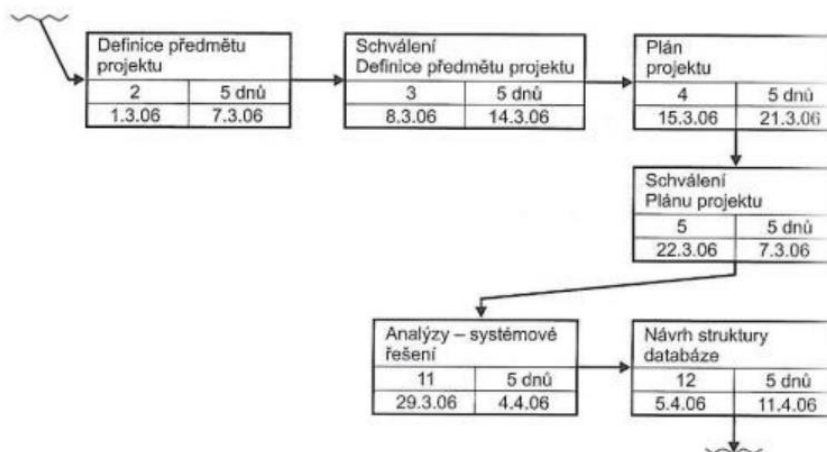 Definice předmětu
projektu
2 5 dnů
1.3.06 7.3.06
Schválení
Definice předmětu projektu
3 5 dnů
8.3.06 14.3.06
Plán
projektu
4 5 dnů
15.3.06 21.3.06
Schválení
Plánu projektu
5 5 dnů
22.3.06 7.3.06
Analýzy – systémové
řešení
11 5 dnů
29.3.06 4.4.06
Návrh struktury
databáze
12 5 dnů
5.4.06 11.4.06